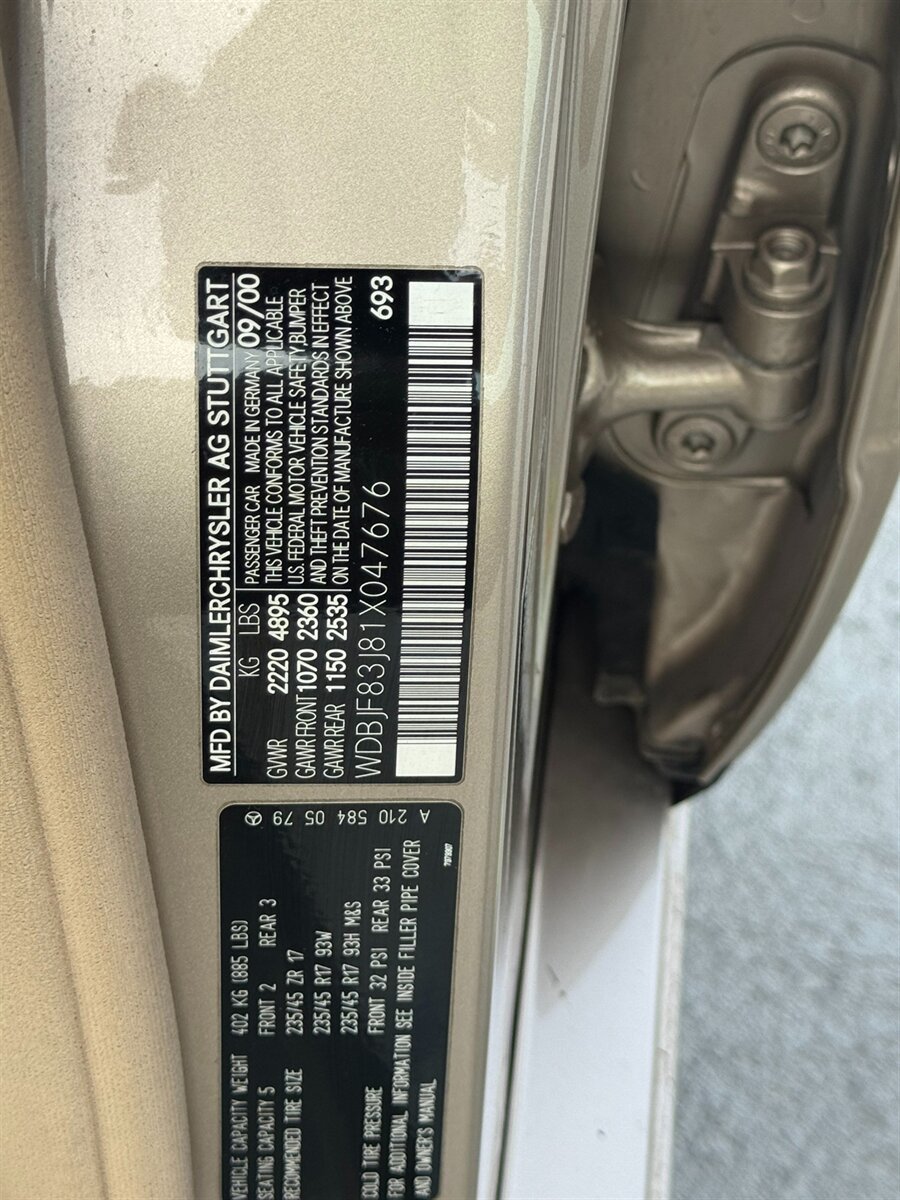 MFD BY DAIMLERCHRYSLER AG STUTTGART
KG LBS PASSENGER CAR MADE IN GERMANY 09/00
GVWR 2220 4895 THIS VEHICLE CONFORMS TO ALL APPLICABLE
GAWR FRONT 1070 2360 U.S. FEDERAL MOTOR VEHICLE SAFETY, BUMPER
GAWR REAR 1150 2535 AND THEFT PREVENTION STANDARDS IN EFFECT
ON THE DATE OF MANUFACTURE SHOWN ABOVE
WDBJF83J81X047676 693
A 210 584 05 79
VEHICLE CAPACITY WEIGHT 402 KG (885 LBS)
SEATING CAPACITY 5 FRONT 2 REAR 3
RECOMMENDED TIRE SIZE 235/45 ZR 17
235/45 R17 93W
235/45 R17 93H M&S
COLD TIRE PRESSURE FRONT 32 PSI REAR 33 PSI
FOR ADDITIONAL INFORMATION SEE INSIDE FILLER PIPE COVER
AND OWNER'S MANUAL